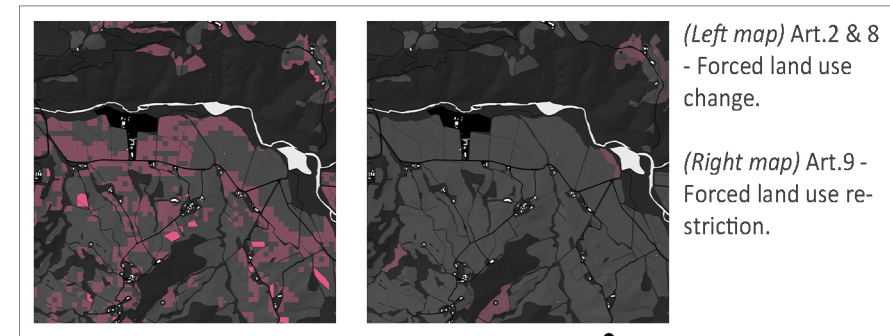 (Left map) Art.2 & 8
- Forced land use
change.
(Right map) Art.9 -
Forced land use re-
striction.